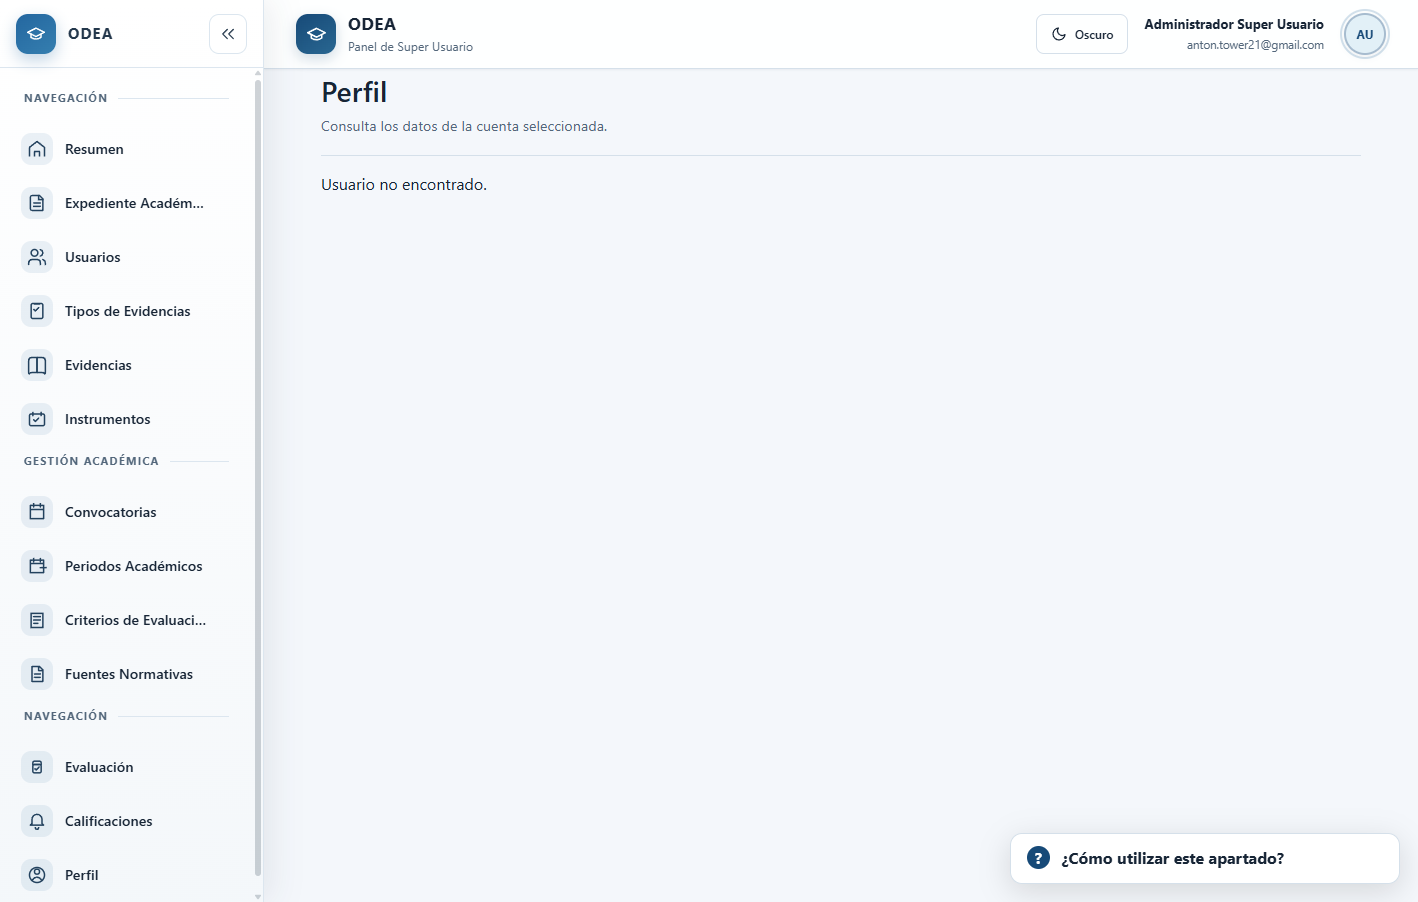 ODEA
NAVEGACIÓN
Resumen
Expediente Académ...
Usuarios
Tipos de Evidencias
Evidencias
Instrumentos
GESTIÓN ACADÉMICA
Convocatorias
Periodos Académicos
Criterios de Evaluaci...
Fuentes Normativas
NAVEGACIÓN
Evaluación
Calificaciones
Perfil
ODEA
Panel de Super Usuario
Oscuro
Administrador Super Usuario
anton.tower21@gmail.com
AU
Perfil
Consulta los datos de la cuenta seleccionada.
Usuario no encontrado.
? ¿Cómo utilizar este apartado?